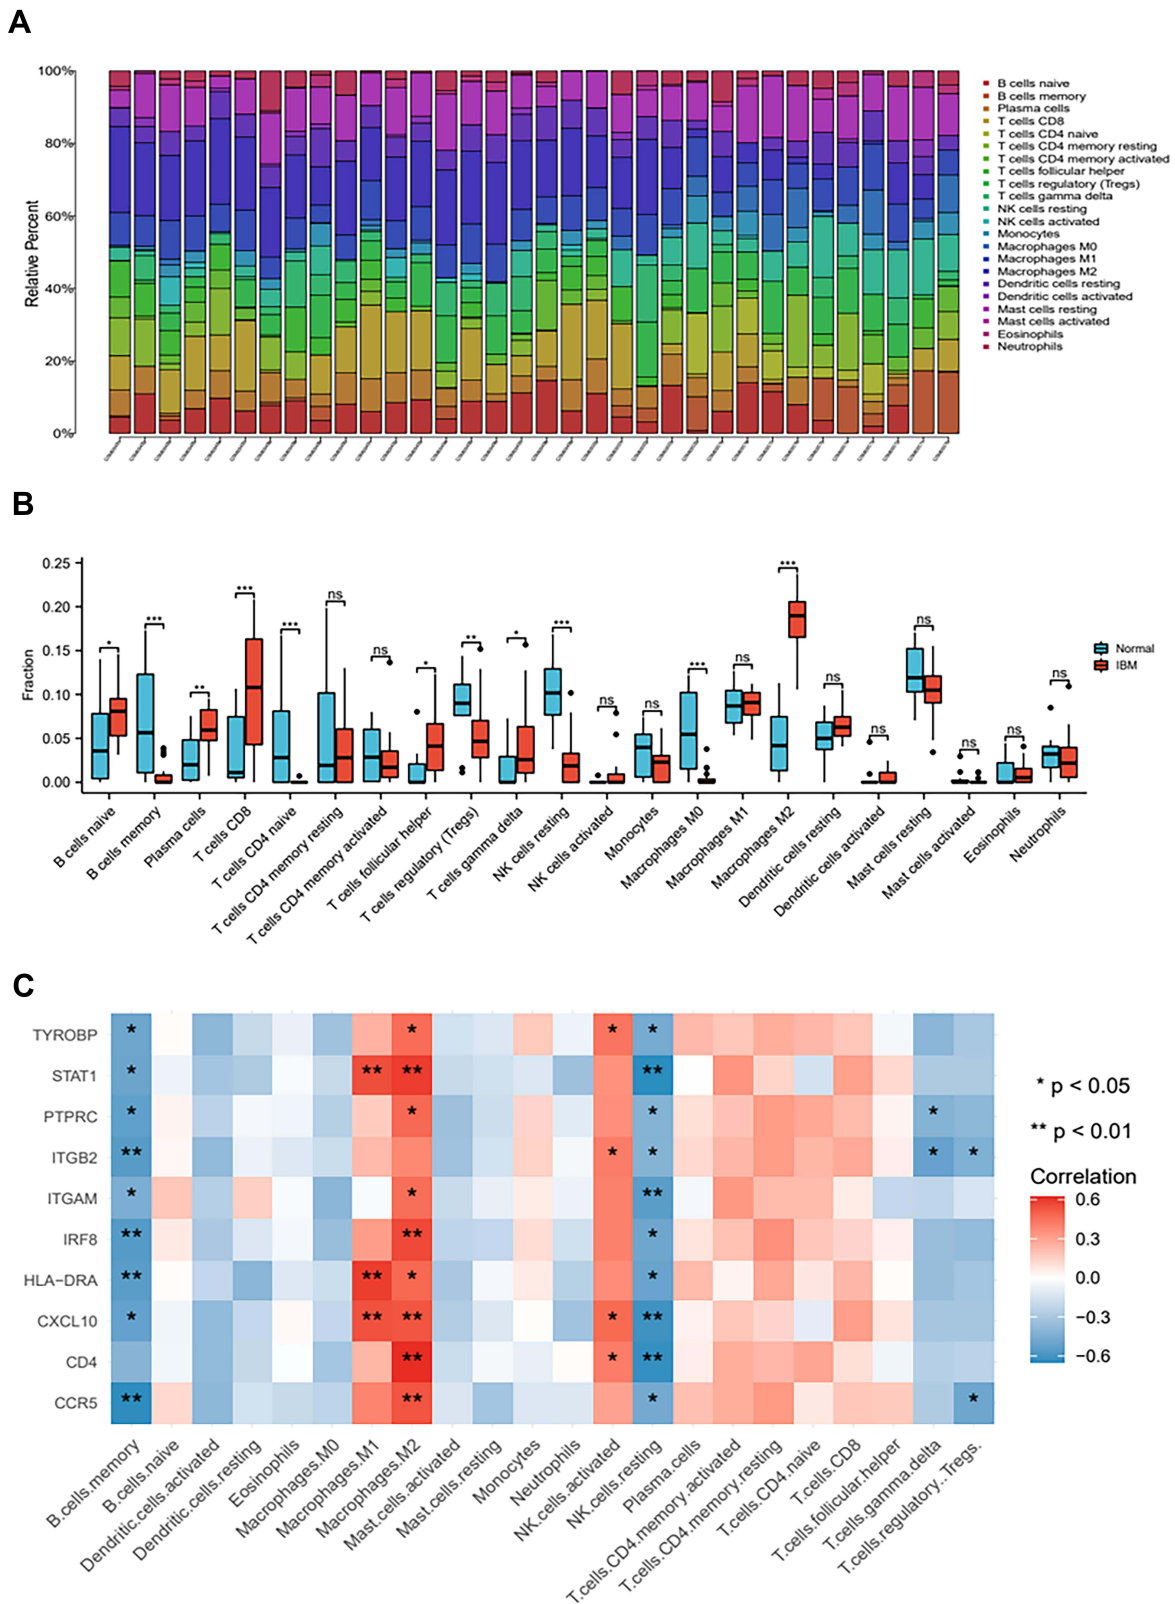 A
100%
80%
60%
40%
20%
0%
Relative Percent
B cells naive
B cells memory
Plasma cells
T cells CD8
T cells CD4 naive
T cells CD4 memory resting
T cells CD4 memory activated
T cells follicular helper
T cells regulatory (Tregs)
T cells gamma delta
NK cells resting
NK cells activated
Monocytes
Macrophages M0
Macrophages M1
Macrophages M2
Dendritic cells resting
Dendritic cells activated
Mast cells resting
Mast cells activated
Eosinophils
Neutrophils
B
0.25
0.20
0.15
0.10
0.05
0.00
Fraction
* *** ** *** *** ns ns * ** * *** ns ns *** ns *** ns ns ns ns ns ns
Normal
IBM
B cells naive
B cells memory
Plasma cells
T cells CD8
T cells CD4 naive
T cells CD4 memory resting
T cells CD4 memory activated
T cells follicular helper
T cells regulatory (Tregs)
T cells gamma delta
NK cells resting
NK cells activated
Monocytes
Macrophages M0
Macrophages M1
Macrophages M2
Dendritic cells resting
Dendritic cells activated
Mast cells resting
Mast cells activated
Eosinophils
Neutrophils
C
TYROBP * * * *
STAT1 * ** ** **
PTPRC * * * *
ITGB2 ** * * * *
ITGAM * * **
IRF8 ** ** *
HLA-DRA ** ** * *
CXCL10 * ** ** * **
CD4 ** * **
CCR5 ** ** * *
* p < 0.05
** p < 0.01
Correlation
0.6
0.3
0.0
-0.3
-0.6
B.cells.memory
B.cells.naive
Dendritic.cells.activated
Dendritic.cells.resting
Eosinophils
Macrophages.M0
Macrophages.M1
Macrophages.M2
Mast.cells.activated
Mast.cells.resting
Monocytes
Neutrophils
NK.cells.activated
NK.cells.resting
Plasma.cells
T.cells.CD4.memory.activated
T.cells.CD4.memory.resting
T.cells.CD4.naive
T.cells.CD8
T.cells.follicular.helper
T.cells.gamma.delta
T.cells.regulatory..Tregs.